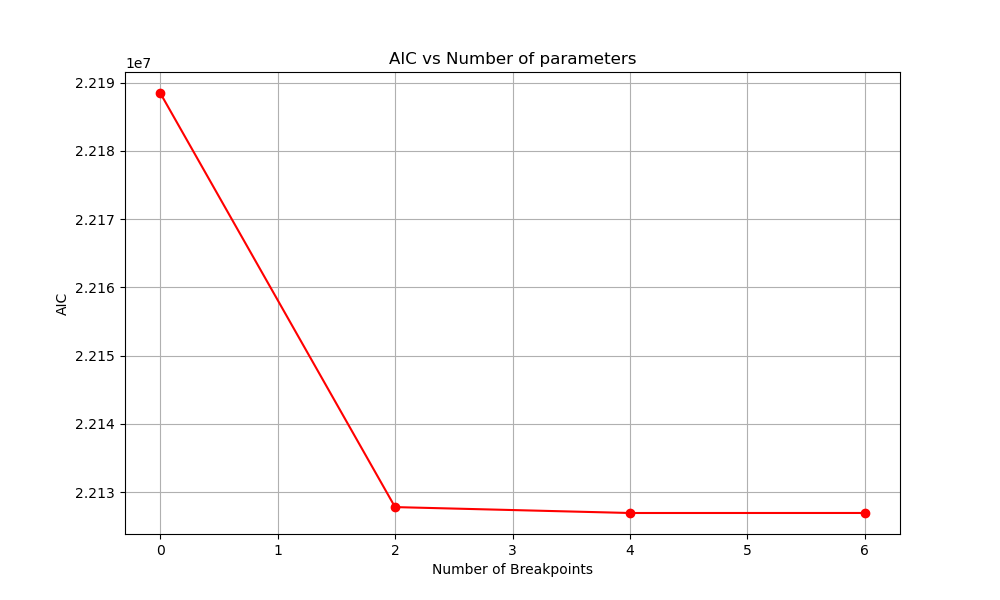 AIC vs Number of parameters
1e7
2.219
2.218
2.217
2.216
2.215
2.214
2.213
AIC
0 1 2 3 4 5 6
Number of Breakpoints